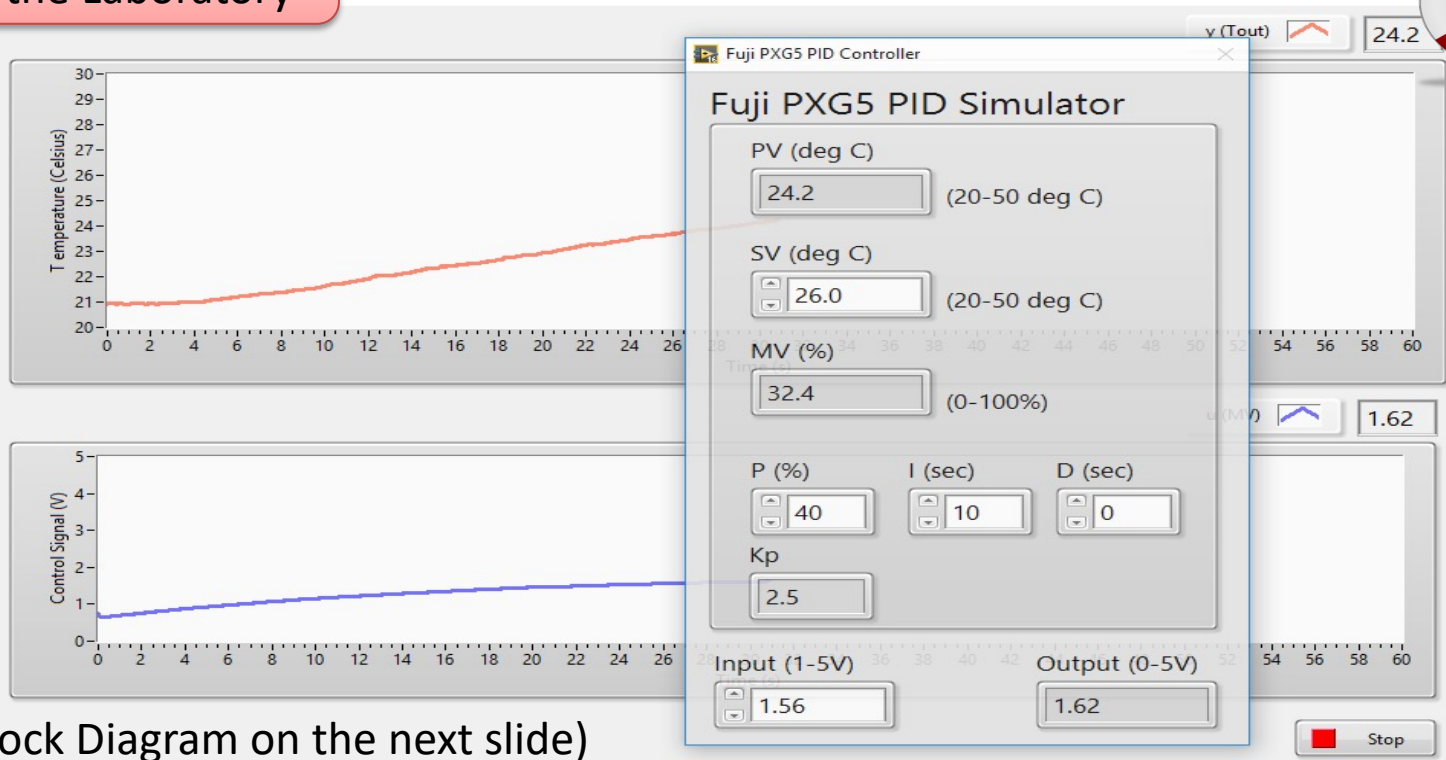 the Laboratory
y (Tout)
24.2
Temperature (Celsius)
30
29
28
27
26
25
24
23
22
21
20
0 2 4 6 8 10 12 14 16 18 20 22 24 26 28 30 32 34 36 38 40 42 44 46 48 50 52 54 56 58 60
Time (s)
u (MV)
1.62
Control Signal (V)
5
4
3
2
1
0
0 2 4 6 8 10 12 14 16 18 20 22 24 26 28 36 38 40 42 52 54 56 58 60
Time (s)
Fuji PXG5 PID Controller
Fuji PXG5 PID Simulator
PV (deg C)
24.2 (20-50 deg C)
SV (deg C)
26.0 (20-50 deg C)
MV (%)
32.4 (0-100%)
P (%) I (sec) D (sec)
40 10 0
Kp
2.5
Input (1-5V) Output (0-5V)
1.56 1.62
Stop
ock Diagram on the next slide)